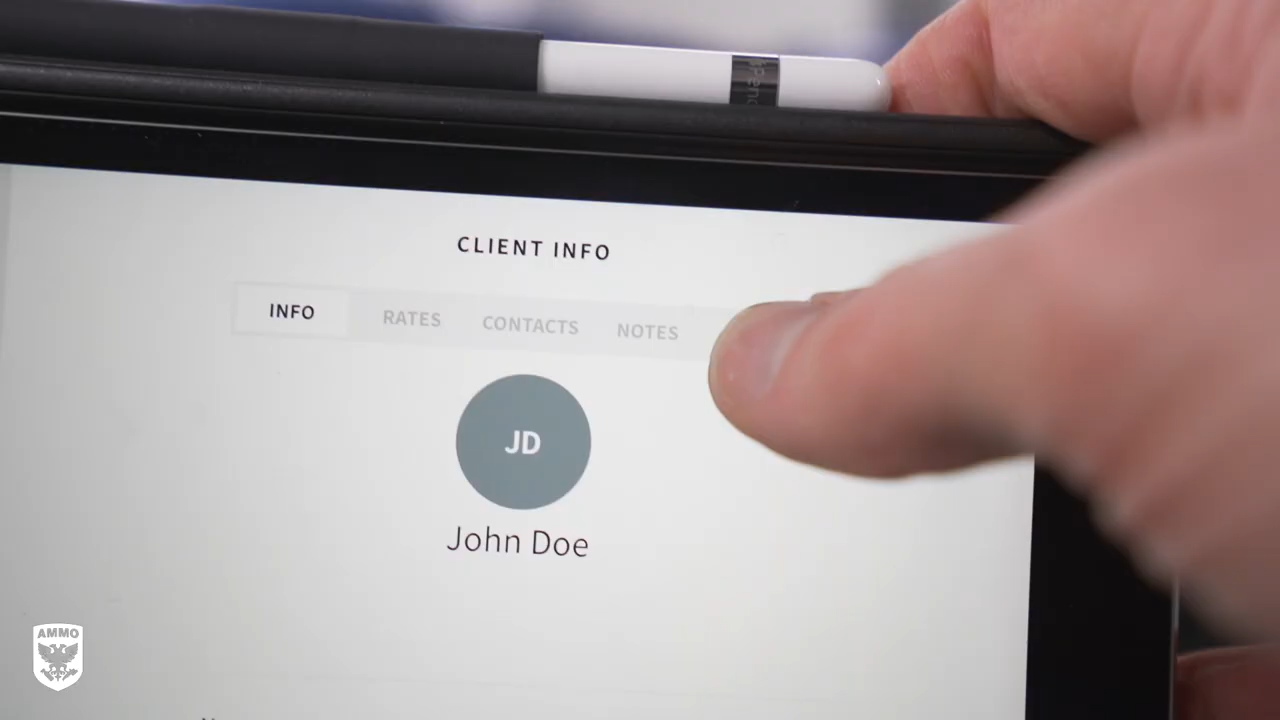 CLIENT INFO
INFO RATES CONTACTS NOTES
JD
John Doe
AMMO